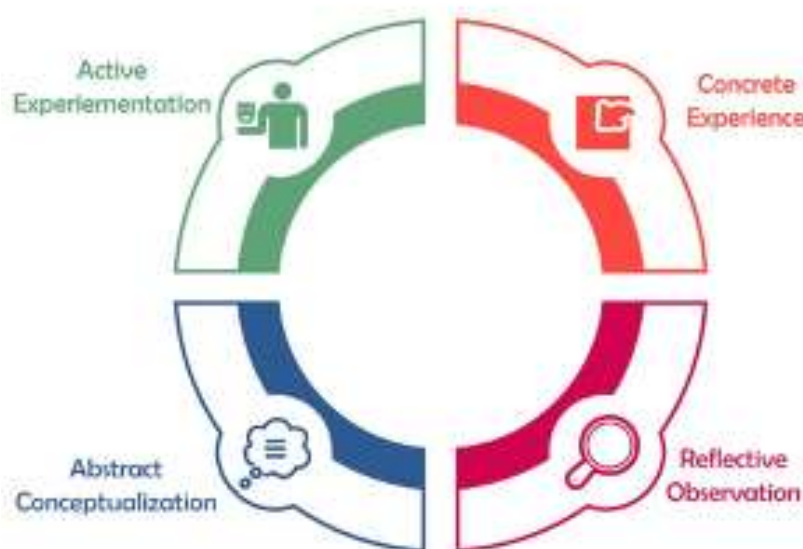 Active
Experiementation
Concrete
Experience
Abstract
Conceptualization
Reflective
Observation